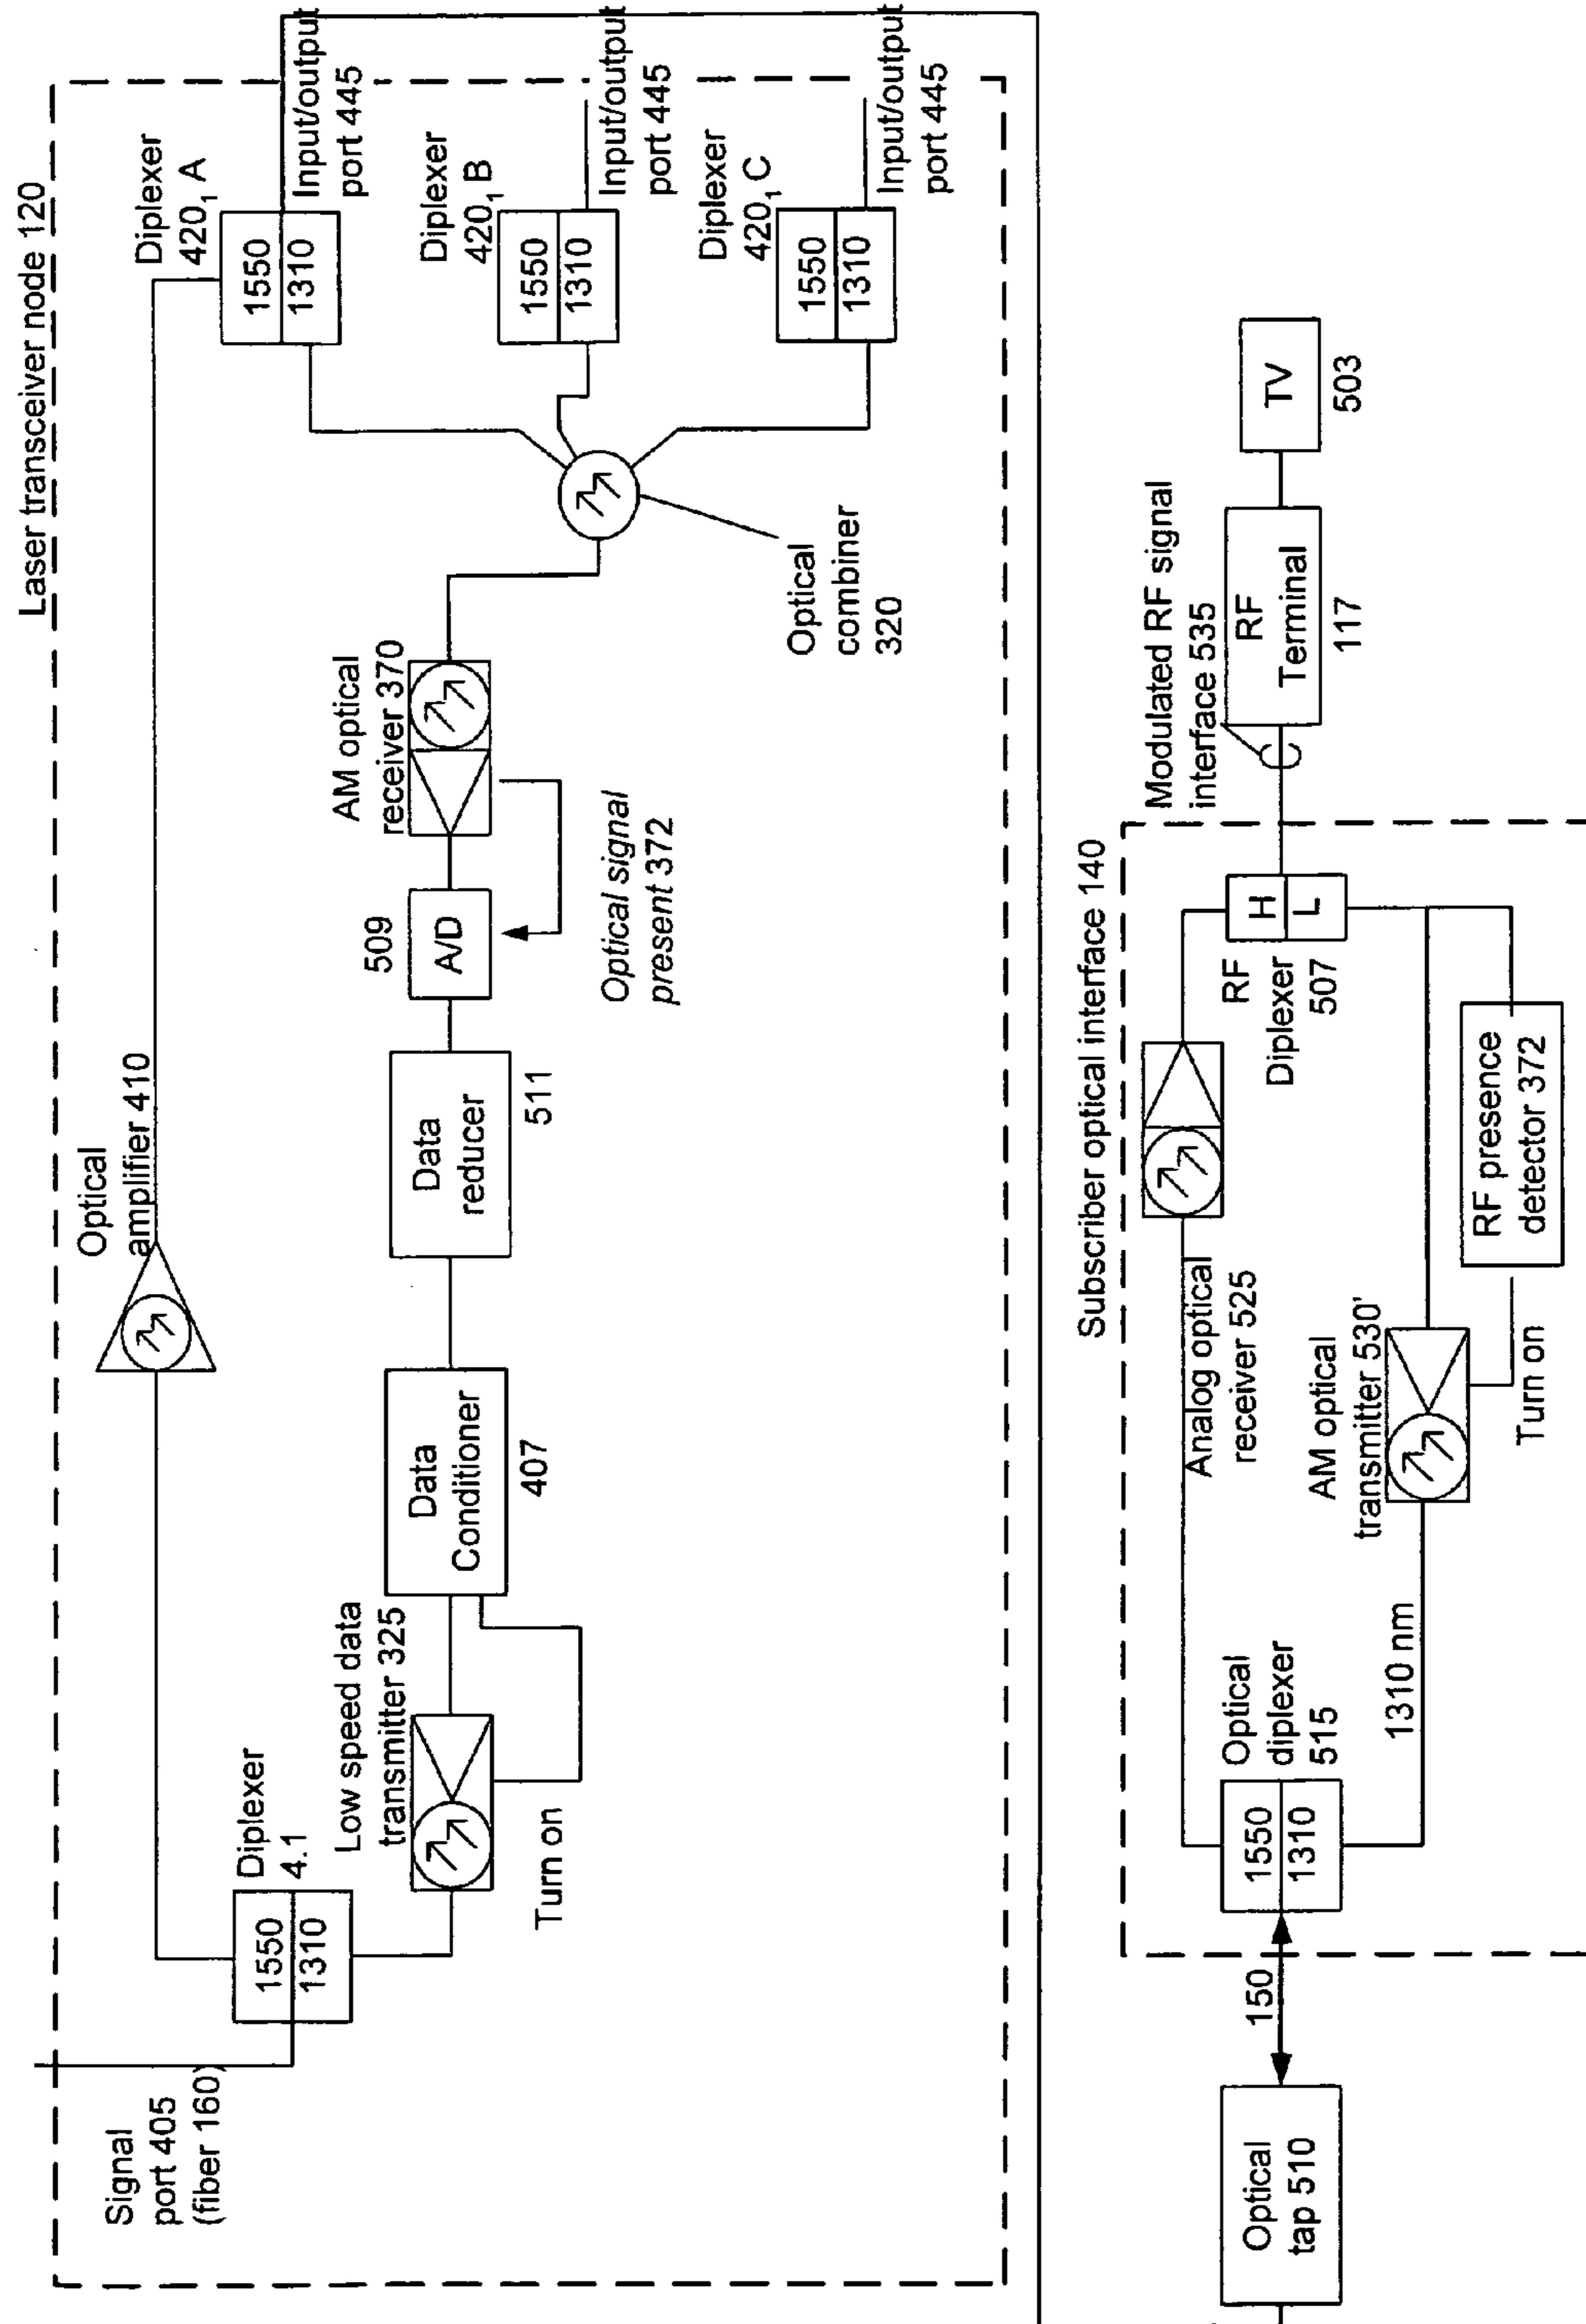 Laser transceiver node 120
Signal
port 405
(fiber 160)
1550
1310
Diplexer
4.1
Optical
amplifier 410
Low speed data
transmitter 325
Turn on
Data
Conditioner
407
Data
reducer
511
509
A/D
AM optical
receiver 370
Optical signal
present 372
Optical
combiner
320
Diplexer
420₁ A
1550
1310
Input/output
port 445
Diplexer
420₁ B
1550
1310
Input/output
port 445
Diplexer
420₁ C
1550
1310
Input/output
port 445
Subscriber optical interface 140
Optical
tap 510
150
1550
1310
Optical
diplexer
515
1310 nm
Analog optical
receiver 525
AM optical
transmitter 530'
Turn on
RF presence
detector 372
RF
Diplexer
507
H
L
Modulated RF signal
interface 535
RF
Terminal
117
TV
503